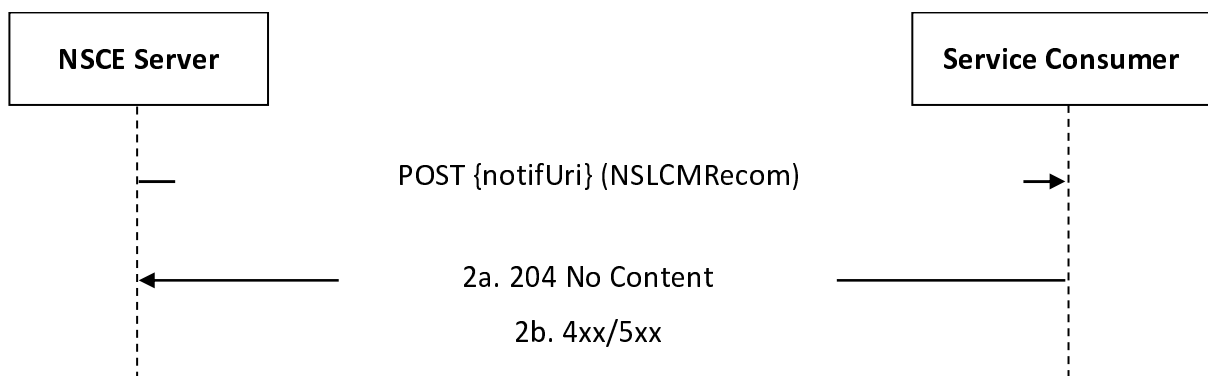 NSCE Server
Service Consumer
POST {notifUri} (NSLCMRecom)
2a. 204 No Content
2b. 4xx/5xx